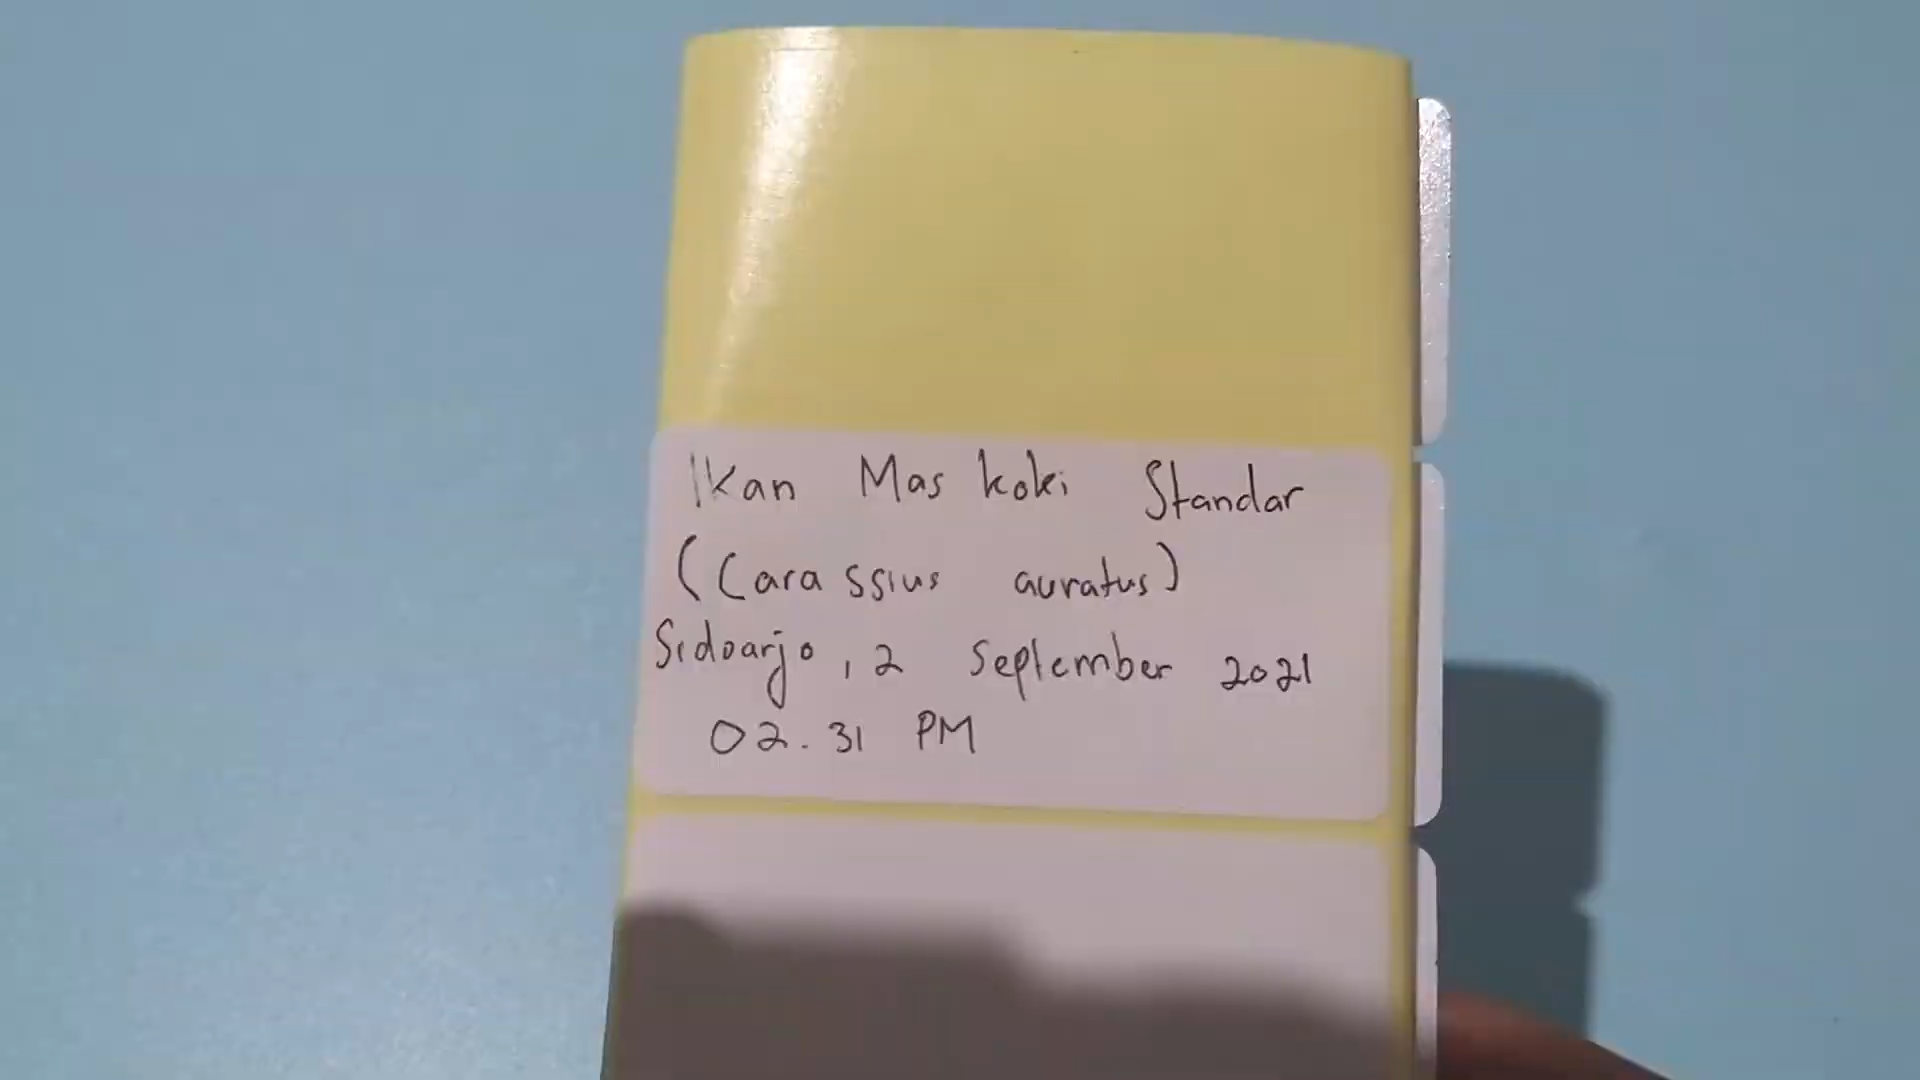 Ikan Mas koki Standar
(Carassius auratus)
Sidoarjo, 2 September 2021
02.31 PM